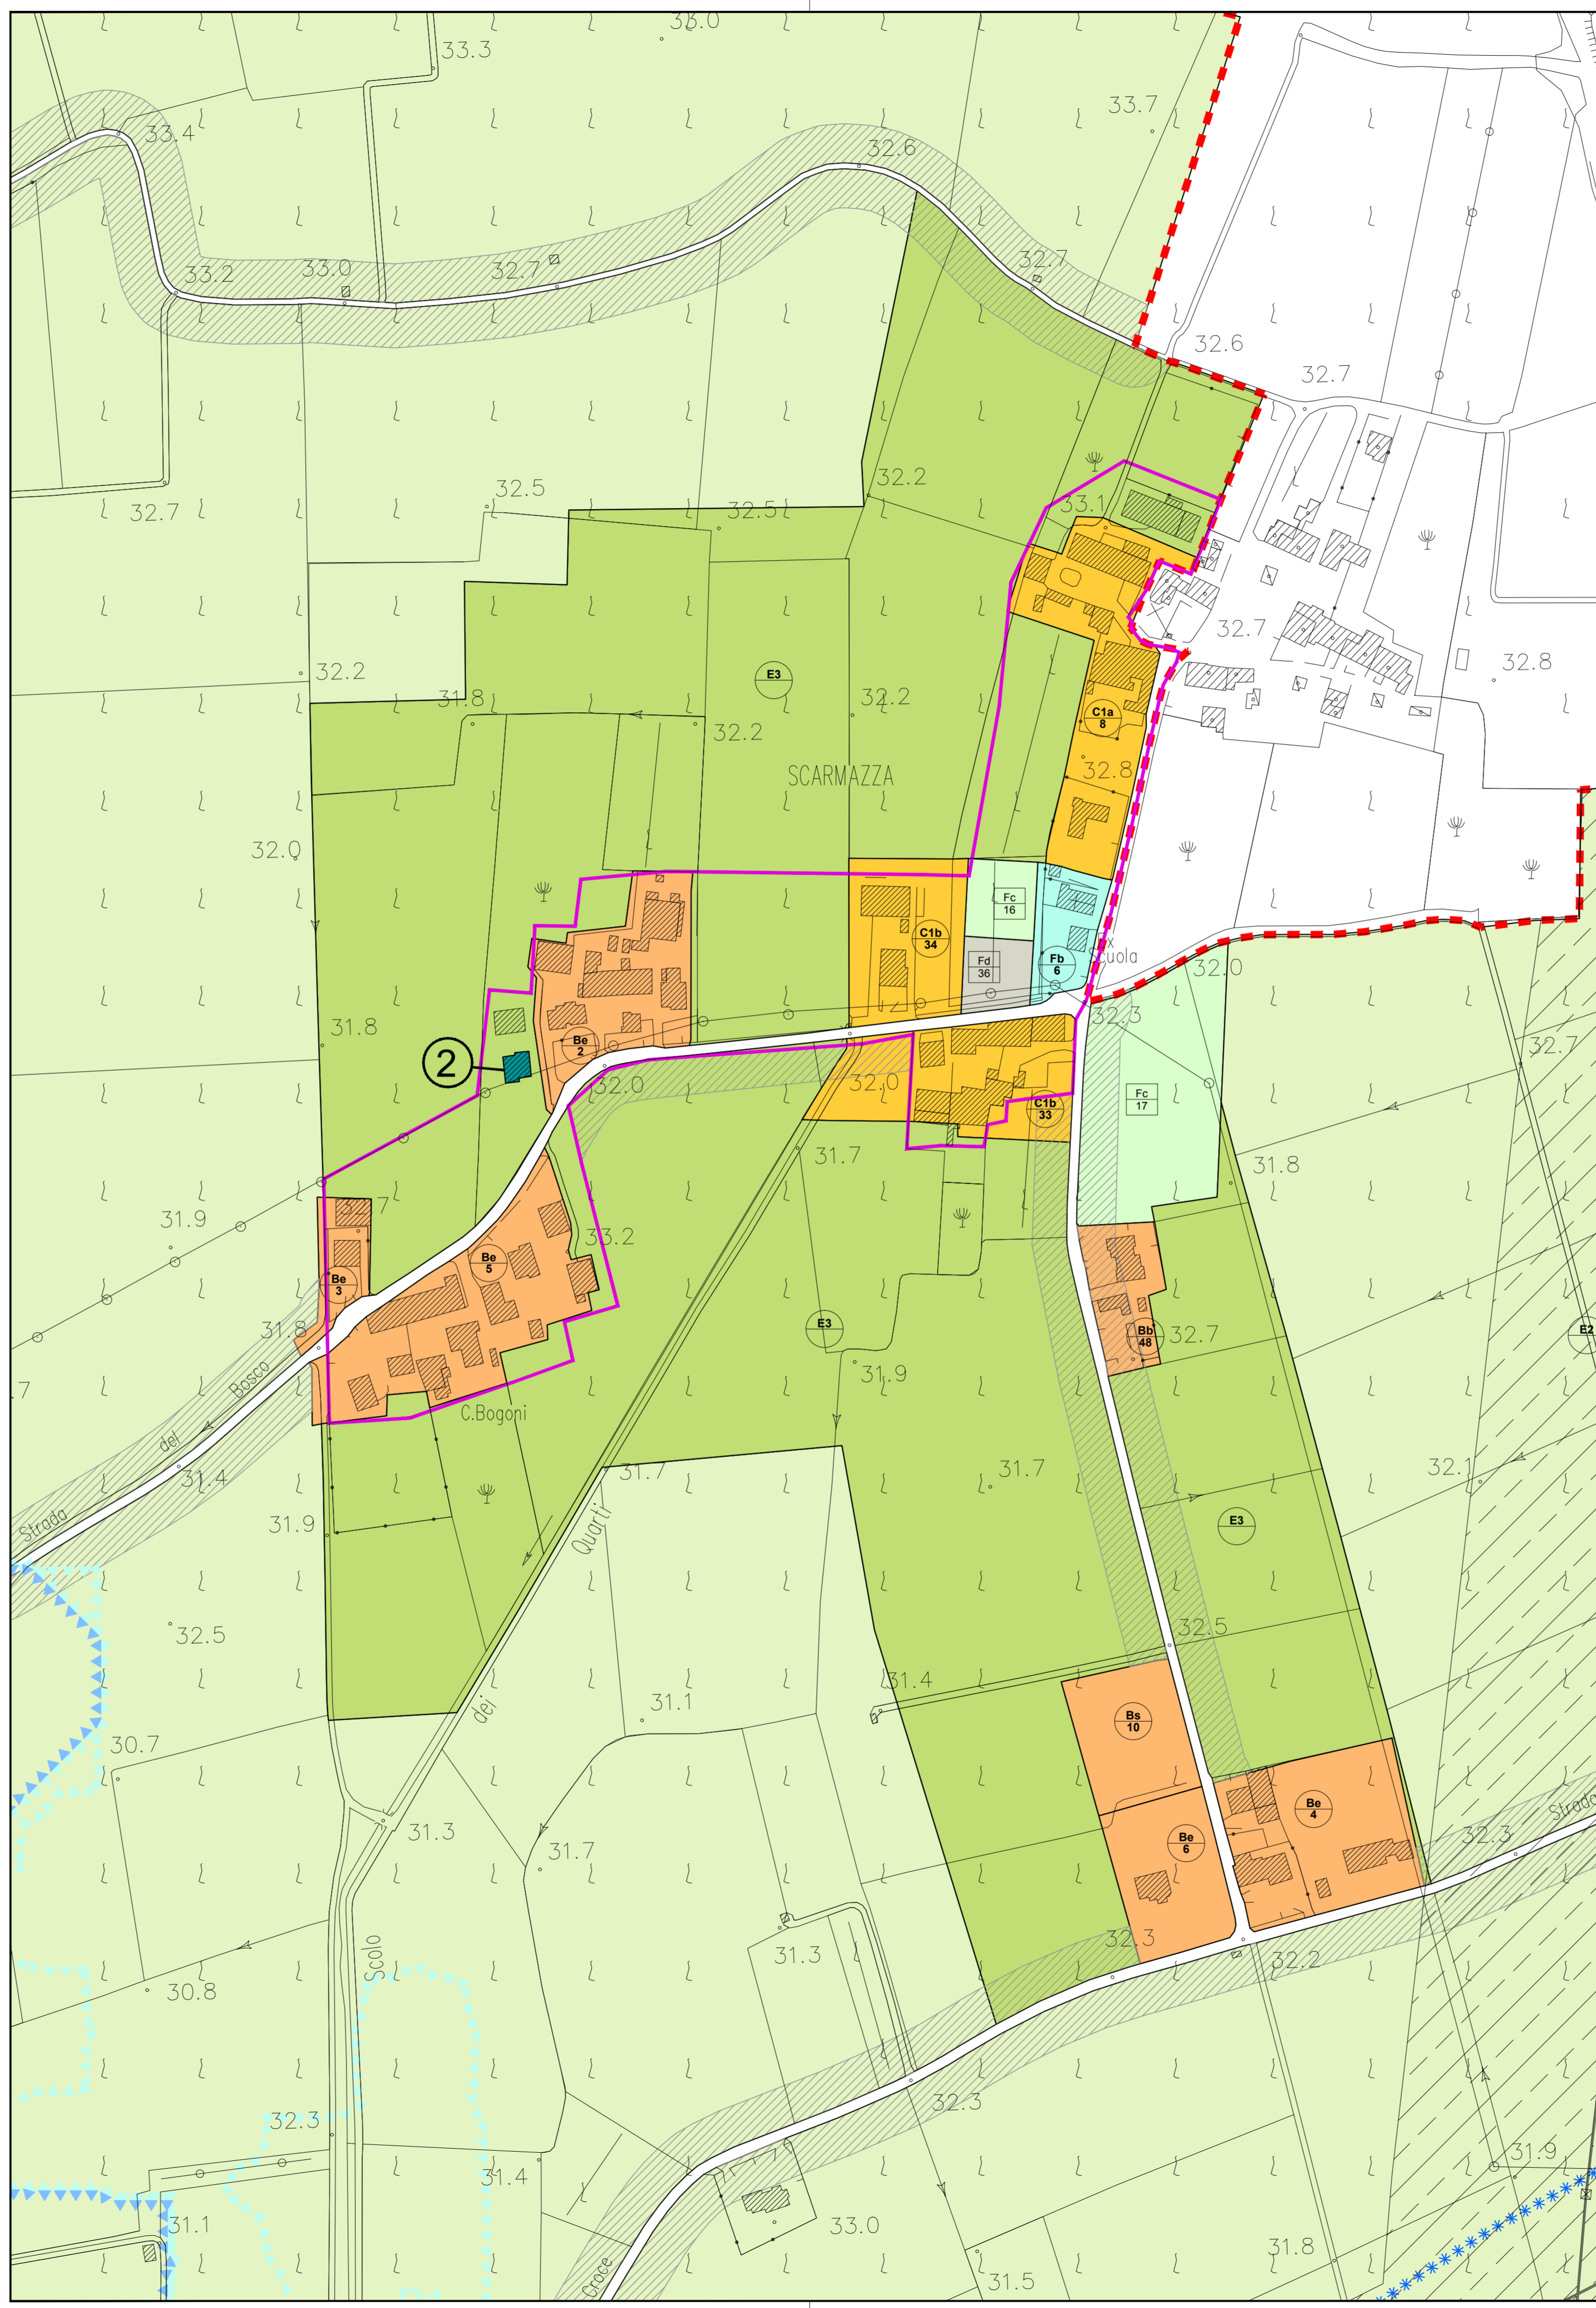 33.0
33.3
33.7
33.4
32.6
33.2
33.0
32.7
32.7
32.6
32.7
32.7
32.5
32.5
32.2
33.1
32.7
32.8
32.2
31.8
E3
32.2
32.2
C1a
8
SCARMAZZA
32.8
32.0
Fc
16
C1b
34
Fd
36
Fb
6
Scuola
32.0
31.8
32.3
32.7
2
Be
2
32.0
32.0
C1b
33
Fc
17
31.7
31.8
31.9
33.2
Be
3
Be
5
31.8
E3
Bb
48
32.7
E2
.7
Bosco
31.9
C.Bogoni
del
31.4
31.7
31.7
32.1
Strada
31.9
Quarti
E3
32.5
32.5
31.4
31.1
dei
Bs
10
30.7
31.3
31.7
Be
4
Be
6
32.3
Strada
Scolo
31.3
32.3
32.2
30.8
32.3
32.3
31.4
31.9
31.1
33.0
31.8
Croce
31.5